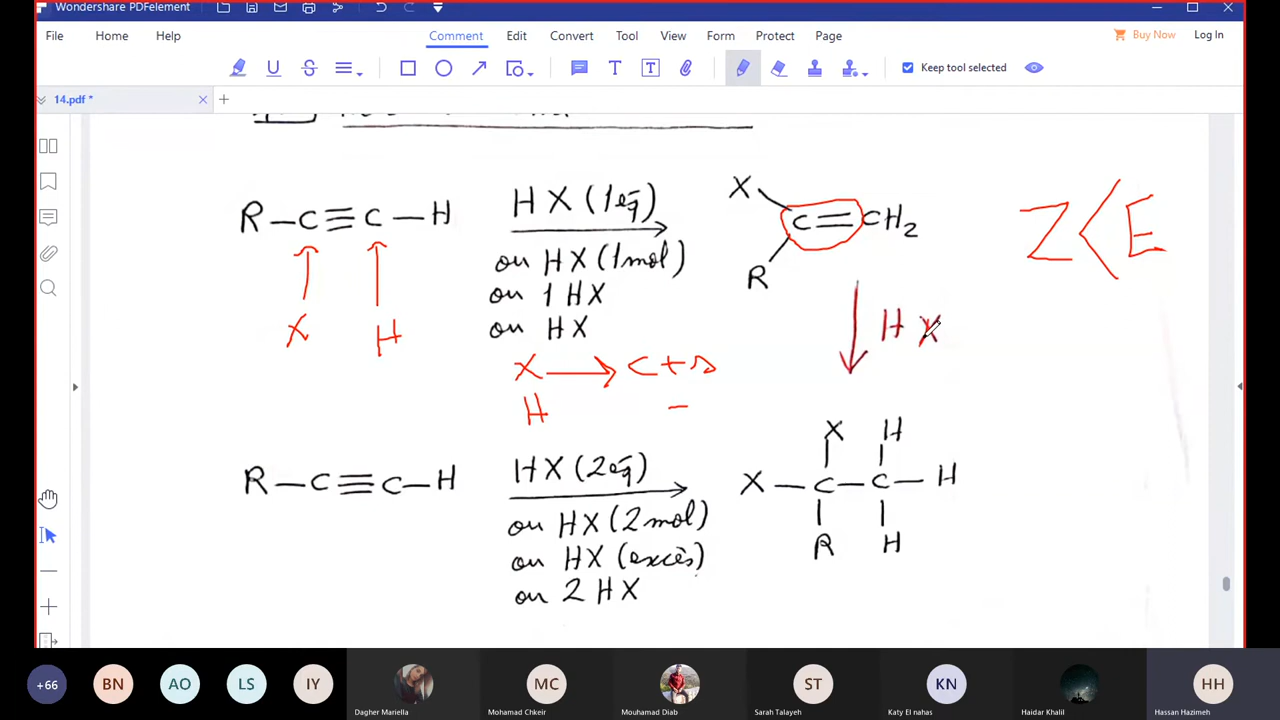 Wondershare PDFelement
File Home Help Comment Edit Convert Tool View Form Protect Page Buy Now Log In
U S T T Keep tool selected
14.pdf *
R—C≡C—H
HX (1éq)
ou HX (1mol)
ou 1 HX
ou HX
X
C=CH2
R
Z < E
X H
X → C + s
H —
H X
R—C≡C—H
HX (2éq)
ou HX (2mol)
ou HX (excès)
ou 2 HX
X H
X—C—C—H
R H
+66 BN AO LS IY MC ST KN HH
Dagher Mariella Mohamad Chkeir Mouhamad Diab Sarah Talayeh Katy El nahas Haidar Khalil Hassan Hazimeh